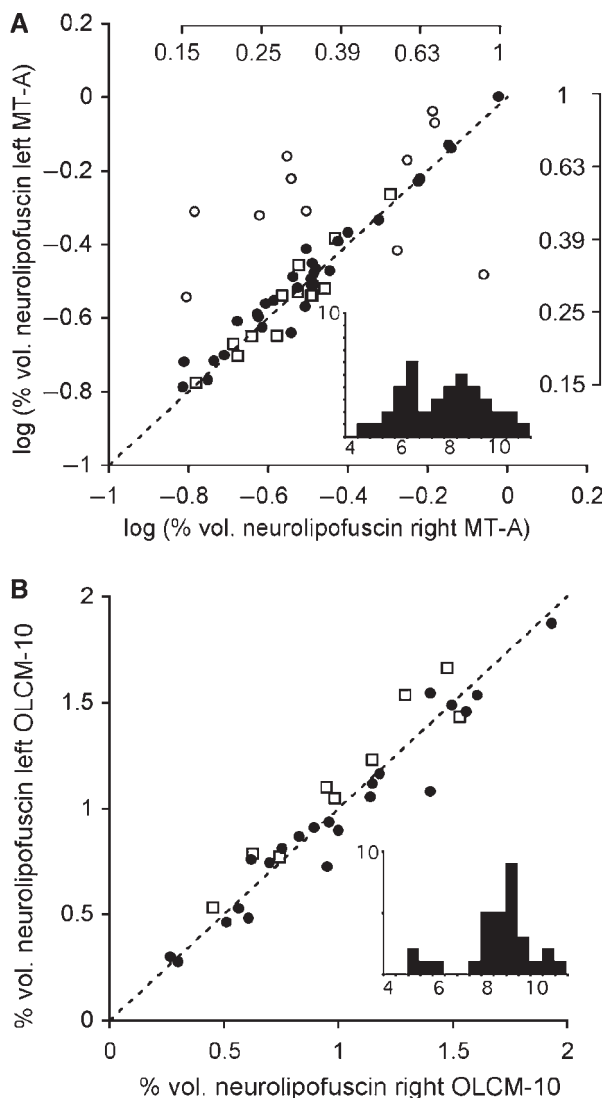 A
0.15 0.25 0.39 0.63 1
0.2
0
−0.2
−0.4
−0.6
−0.8
−1
log (% vol. neurolipofuscin left MT-A)
1
0.63
0.39
0.25
0.15
10
4 6 8 10
−1 −0.8 −0.6 −0.4 −0.2 0 0.2
log (% vol. neurolipofuscin right MT-A)
B
2
1.5
1
0.5
0
% vol. neurolipofuscin left OLCM-10
10
4 6 8 10
0 0.5 1 1.5 2
% vol. neurolipofuscin right OLCM-10